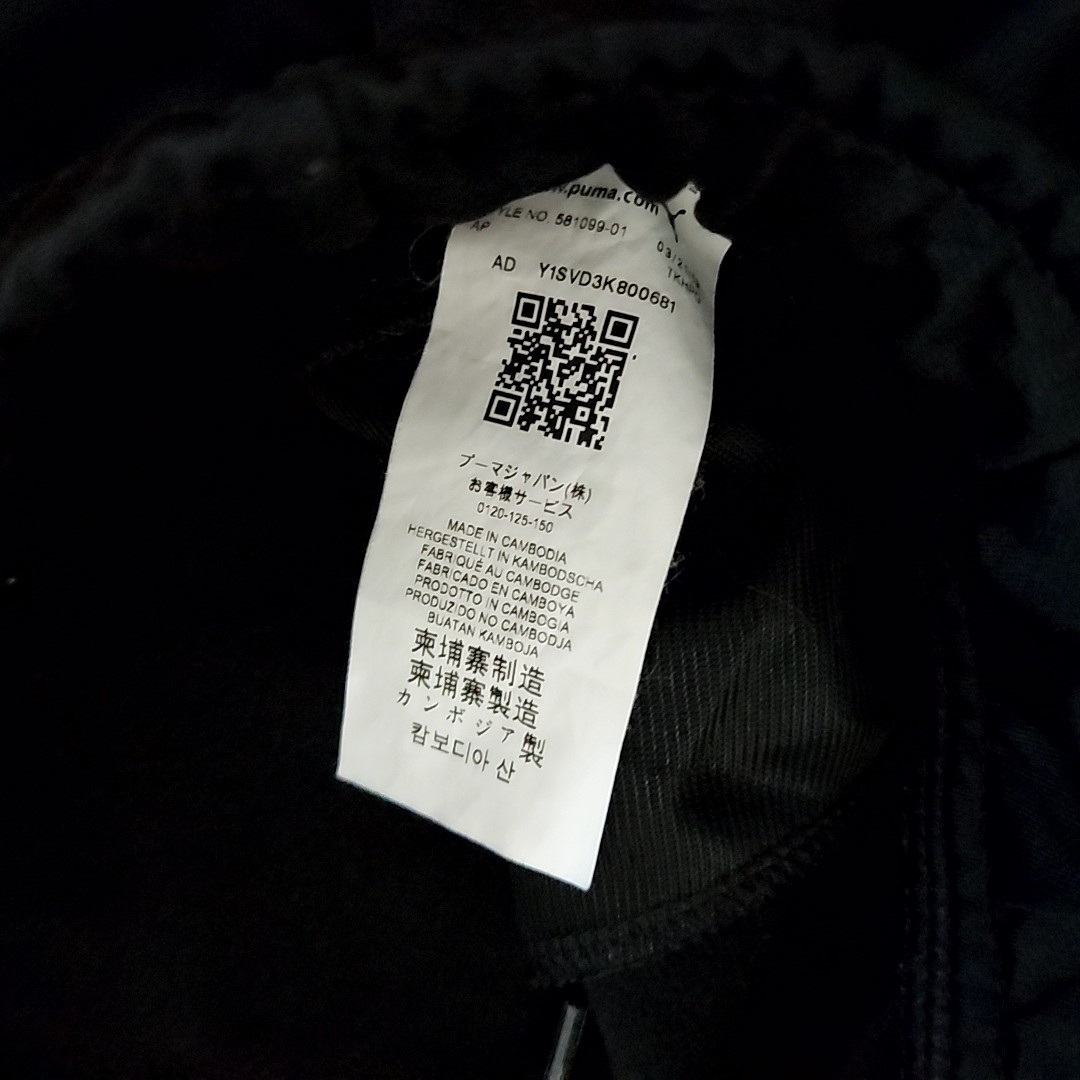 .puma.com
YLE NO. 581099-01
AP
AD Y1SVD3K800681
プーマジャパン(株)
お客様サービス
0120-125-150
MADE IN CAMBODIA
HERGESTELLT IN KAMBODSCHA
FABRIQUÉ AU CAMBODGE
FABRICADO EN CAMBOYA
PRODOTTO IN CAMBOGIA
PRODUZIDO NO CAMBODJA
BUATAN KAMBOJA
柬埔寨制造
柬埔寨製造
カンボジア製
캄보디아 산